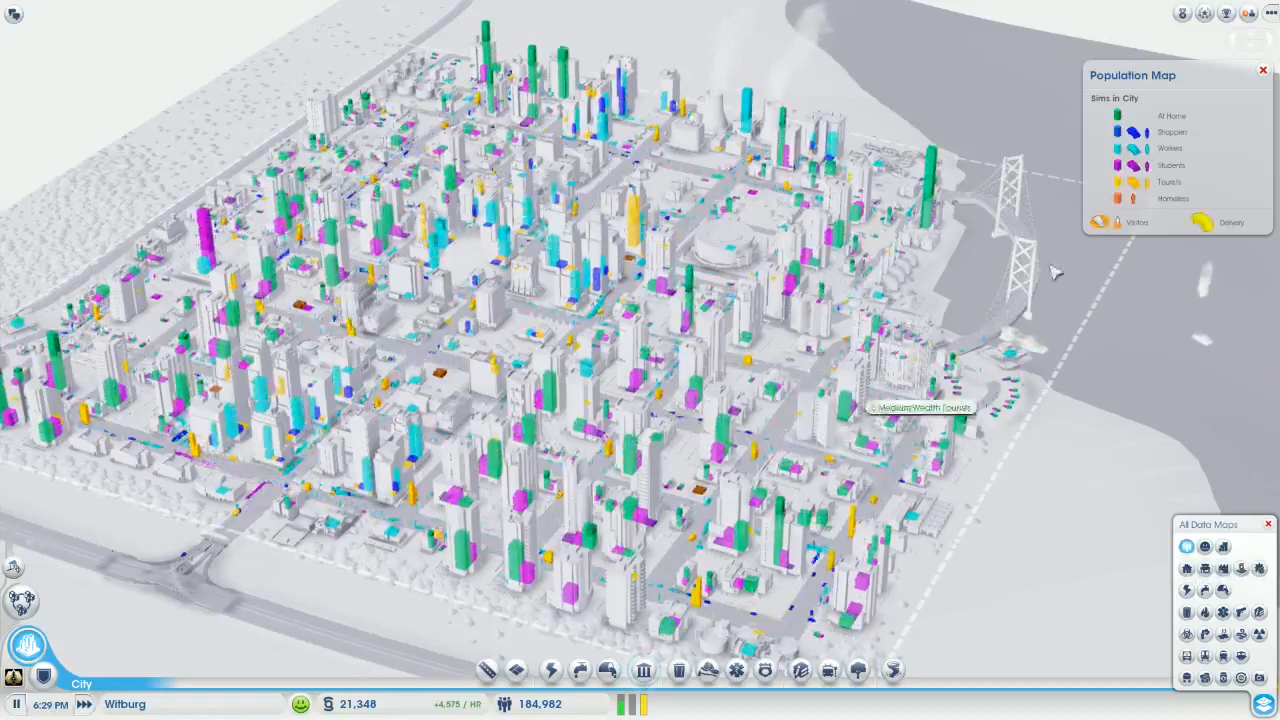 Population Map
Sims in City
At Home
Shoppers
Workers
Students
Tourists
Homeless
Visitors
Delivery
Medium Wealth Tourists
All Data Maps
City
6:29 PM
Witburg
21,348
+4,575 / HR
184,982